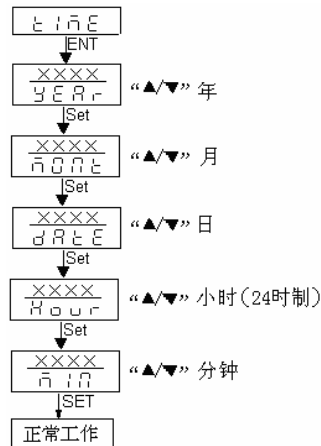 tiME
ENT
XXXX
YEAr “▲/▼” 年
Set
XXXX
MONt “▲/▼” 月
Set
XXXX
dAtE “▲/▼” 日
Set
XXXX
Hour “▲/▼” 小时(24时制)
Set
XXXX
MIN “▲/▼” 分钟
SET
正常工作